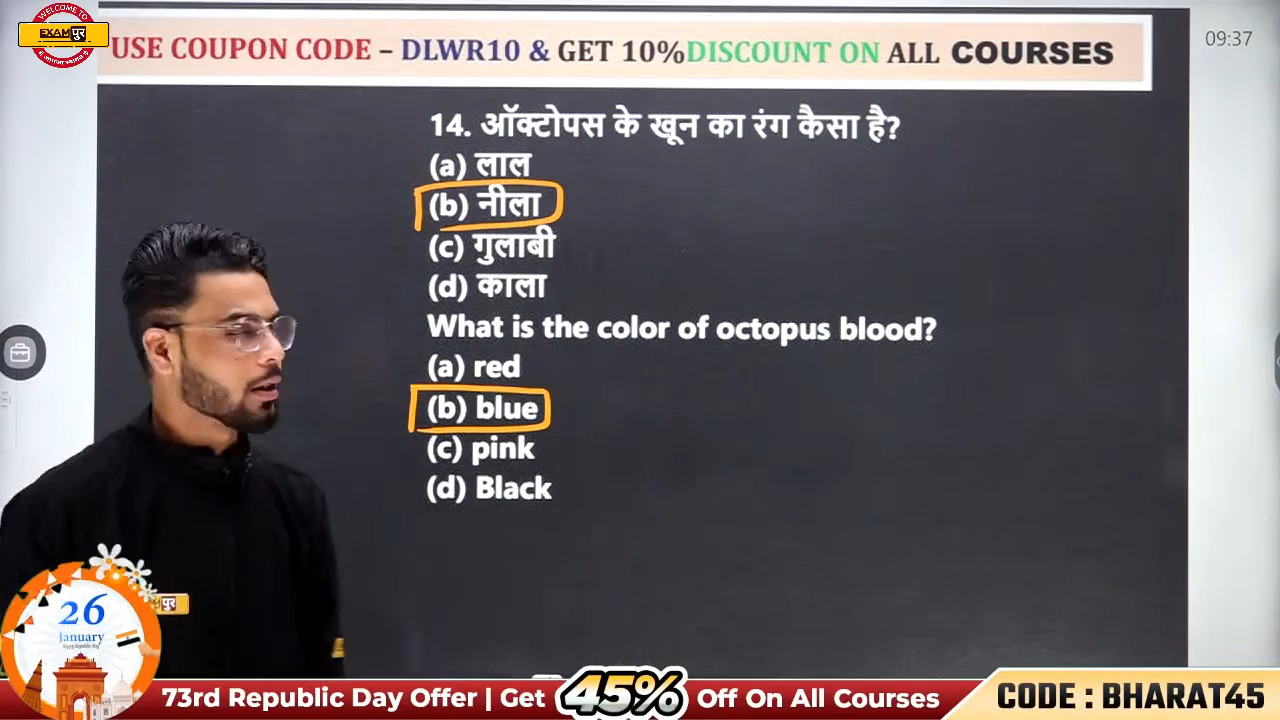 WELCOME TO
EXAMपुर
USE COUPON CODE – DLWR10 & GET 10%DISCOUNT ON ALL COURSES
09:37
14. ऑक्टोपस के खून का रंग कैसा है?
(a) लाल
(b) नीला
(c) गुलाबी
(d) काला
What is the color of octopus blood?
(a) red
(b) blue
(c) pink
(d) Black
पुर
26
January
73rd Republic Day Offer | Get 45% Off On All Courses
CODE : BHARAT45